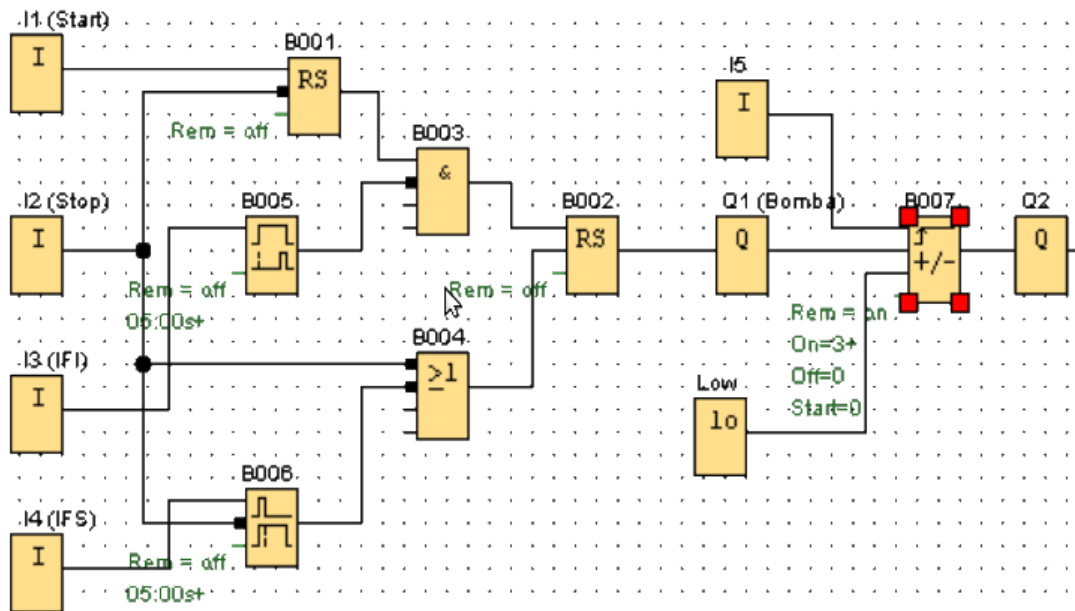 I1 (Start)
I
B001
RS
Rem = off
B003
&
I5
I
I2 (Stop)
I
B005
Rem = off
05:00s+
B002
RS
Rem = off
Q1 (Bomba)
Q
B007
+/-
Rem = on
On=3+
Off=0
Start=0
Q2
Q
I3 (IFI)
I
B004
≥1
Low
lo
B006
Rem = off
05:00s+
I4 (IFS)
I